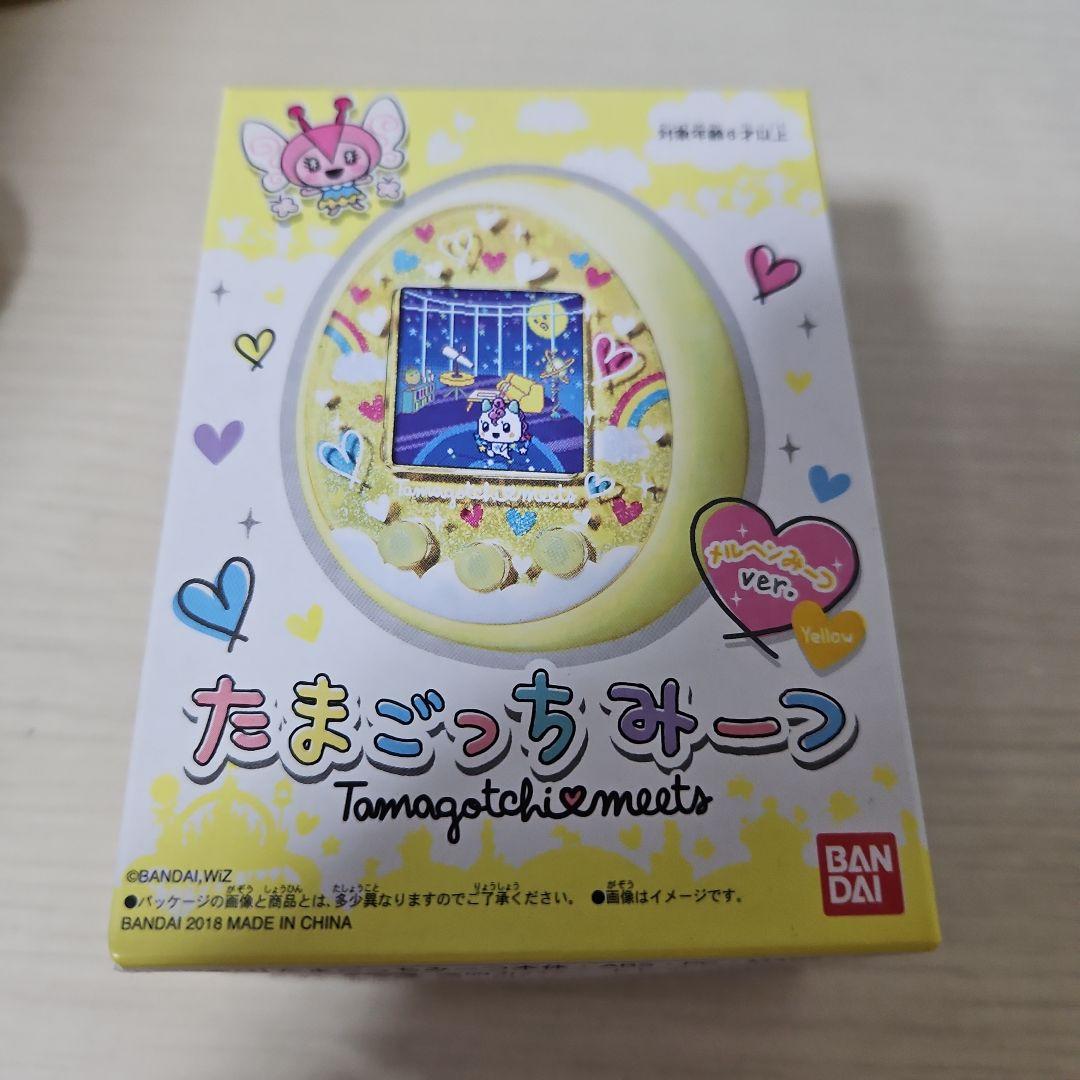 対象年齢6才以上
Tamagotchi meets
メルヘンみーつ
ver.
Yellow
たまごっち みーつ
Tamagotchi meets
©BANDAI,WiZ
●パッケージの画像と商品とは、多少異なりますのでご了承ください。 ●画像はイメージです。
BANDAI 2018 MADE IN CHINA
BAN
DAI